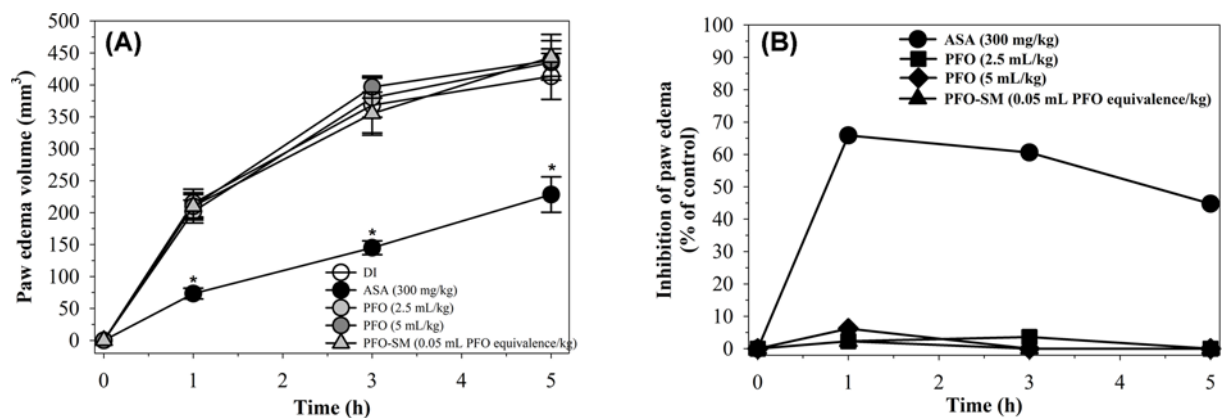 (A)
Paw edema volume (mm³)
500
450
400
350
300
250
200
150
100
50
0
*
*
*
DI
ASA (300 mg/kg)
PFO (2.5 mL/kg)
PFO (5 mL/kg)
PFO-SM (0.05 mL PFO equivalence/kg)
0 1 2 3 4 5
Time (h)
(B)
Inhibition of paw edema
(% of control)
100
90
80
70
60
50
40
30
20
10
0
ASA (300 mg/kg)
PFO (2.5 mL/kg)
PFO (5 mL/kg)
PFO-SM (0.05 mL PFO equivalence/kg)
0 1 2 3 4 5
Time (h)